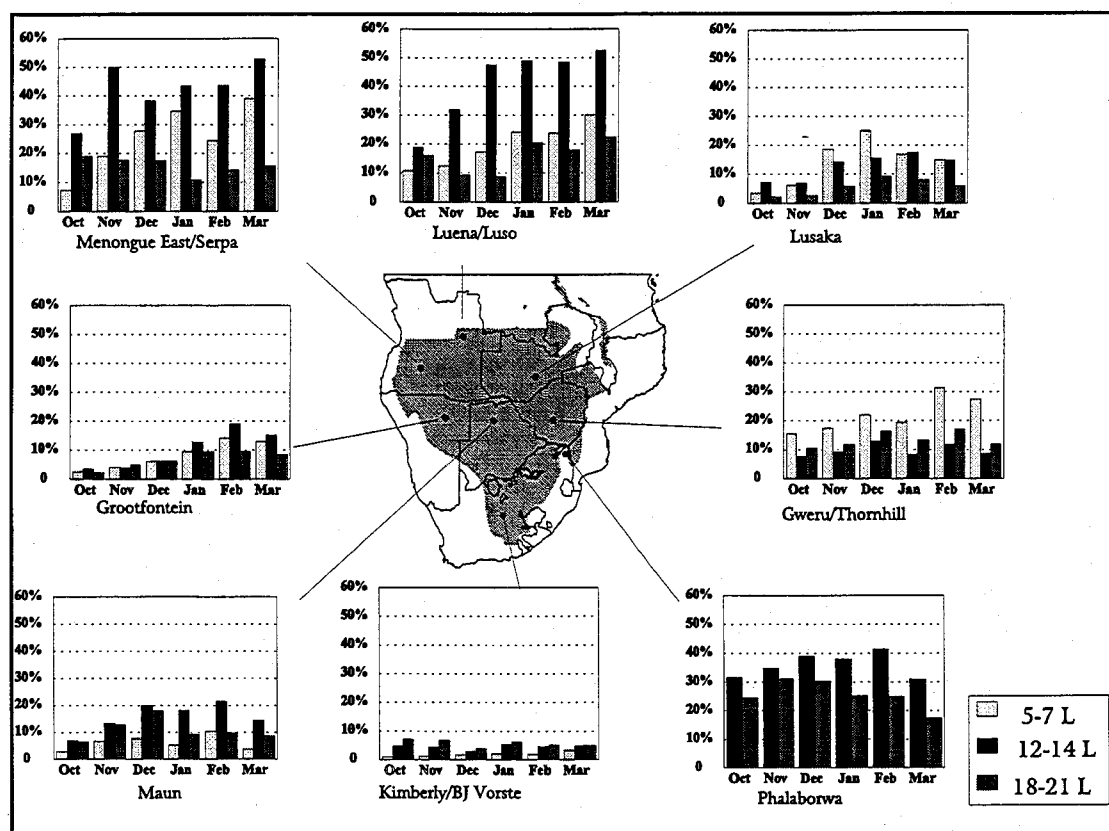 60%
50%
40%
30%
20%
10%
0
Oct Nov Dec Jan Feb Mar
Menongue East/Serpa
60%
50%
40%
30%
20%
10%
0
Oct Nov Dec Jan Feb Mar
Luena/Luso
60%
50%
40%
30%
20%
10%
0
Oct Nov Dec Jan Feb Mar
Lusaka
60%
50%
40%
30%
20%
10%
0
Oct Nov Dec Jan Feb Mar
Grootfontein
60%
50%
40%
30%
20%
10%
0
Oct Nov Dec Jan Feb Mar
Gweru/Thornhill
60%
50%
40%
30%
20%
10%
0
Oct Nov Dec Jan Feb Mar
Maun
60%
50%
40%
30%
20%
10%
0
Oct Nov Dec Jan Feb Mar
Kimberly/BJ Vorste
60%
50%
40%
30%
20%
10%
0
Oct Nov Dec Jan Feb Mar
Phalaborwa
5-7 L
12-14 L
18-21 L